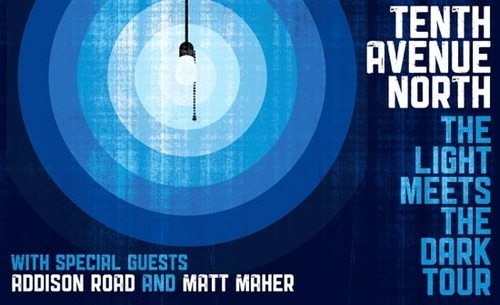 TENTH
AVENUE
NORTH
THE
LIGHT
MEETS
THE
DARK
TOUR
WITH SPECIAL GUESTS
ADDISON ROAD AND MATT MAHER